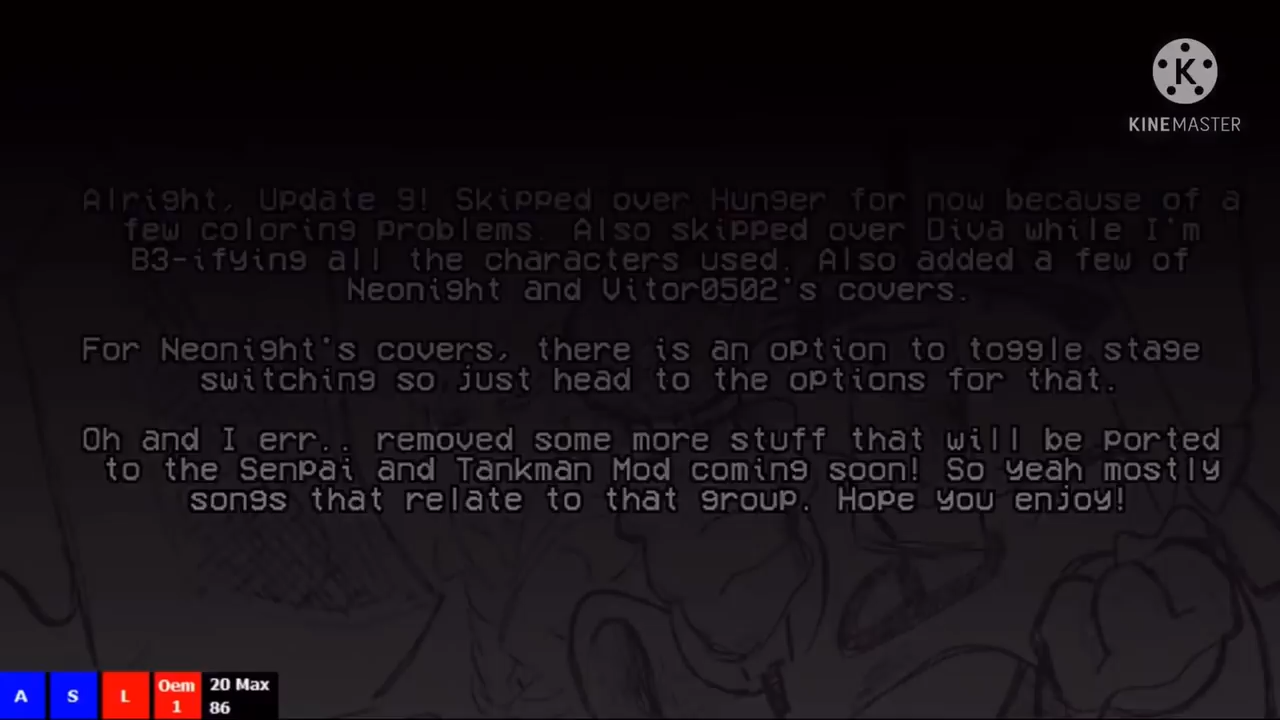 K
KINEMASTER
Alright, Update 9! Skipped over Hunger for now because of a
few coloring problems. Also skipped over Diva while I'm
B3-ifying all the characters used. Also added a few of
Neonight and Vitor0502's covers.
For Neonight's covers, there is an option to toggle stage
switching so just head to the options for that.
Oh and I err.. removed some more stuff that will be ported
to the Senpai and Tankman Mod coming soon! So yeah mostly
songs that relate to that group. Hope you enjoy!
A S L Oem 20 Max
1 86